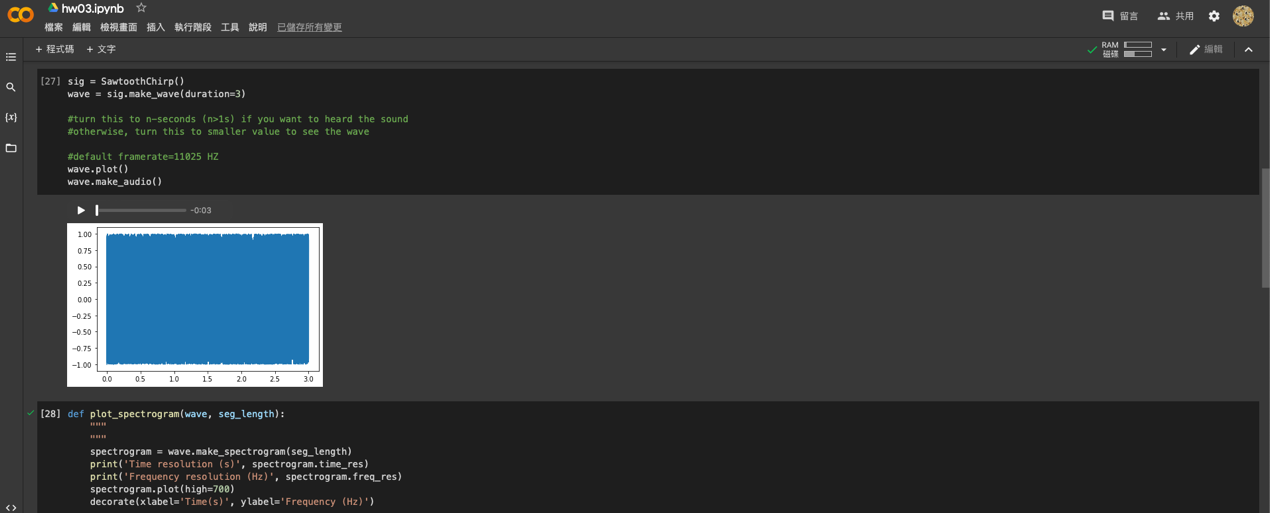 hw03.ipynb
檔案 編輯 檢視畫面 插入 執行階段 工具 說明 已儲存所有變更
留言 共用
+ 程式碼 + 文字
RAM
磁碟
編輯
{x}
[27] sig = SawtoothChirp()
wave = sig.make_wave(duration=3)
#turn this to n-seconds (n>1s) if you want to heard the sound
#otherwise, turn this to smaller value to see the wave
#default framerate=11025 HZ
wave.plot()
wave.make_audio()
-0:03
1.00
0.75
0.50
0.25
0.00
−0.25
−0.50
−0.75
−1.00
0.0 0.5 1.0 1.5 2.0 2.5 3.0
[28] def plot_spectrogram(wave, seg_length):
"""
"""
spectrogram = wave.make_spectrogram(seg_length)
print('Time resolution (s)', spectrogram.time_res)
print('Frequency resolution (Hz)', spectrogram.freq_res)
spectrogram.plot(high=700)
decorate(xlabel='Time(s)', ylabel='Frequency (Hz)')